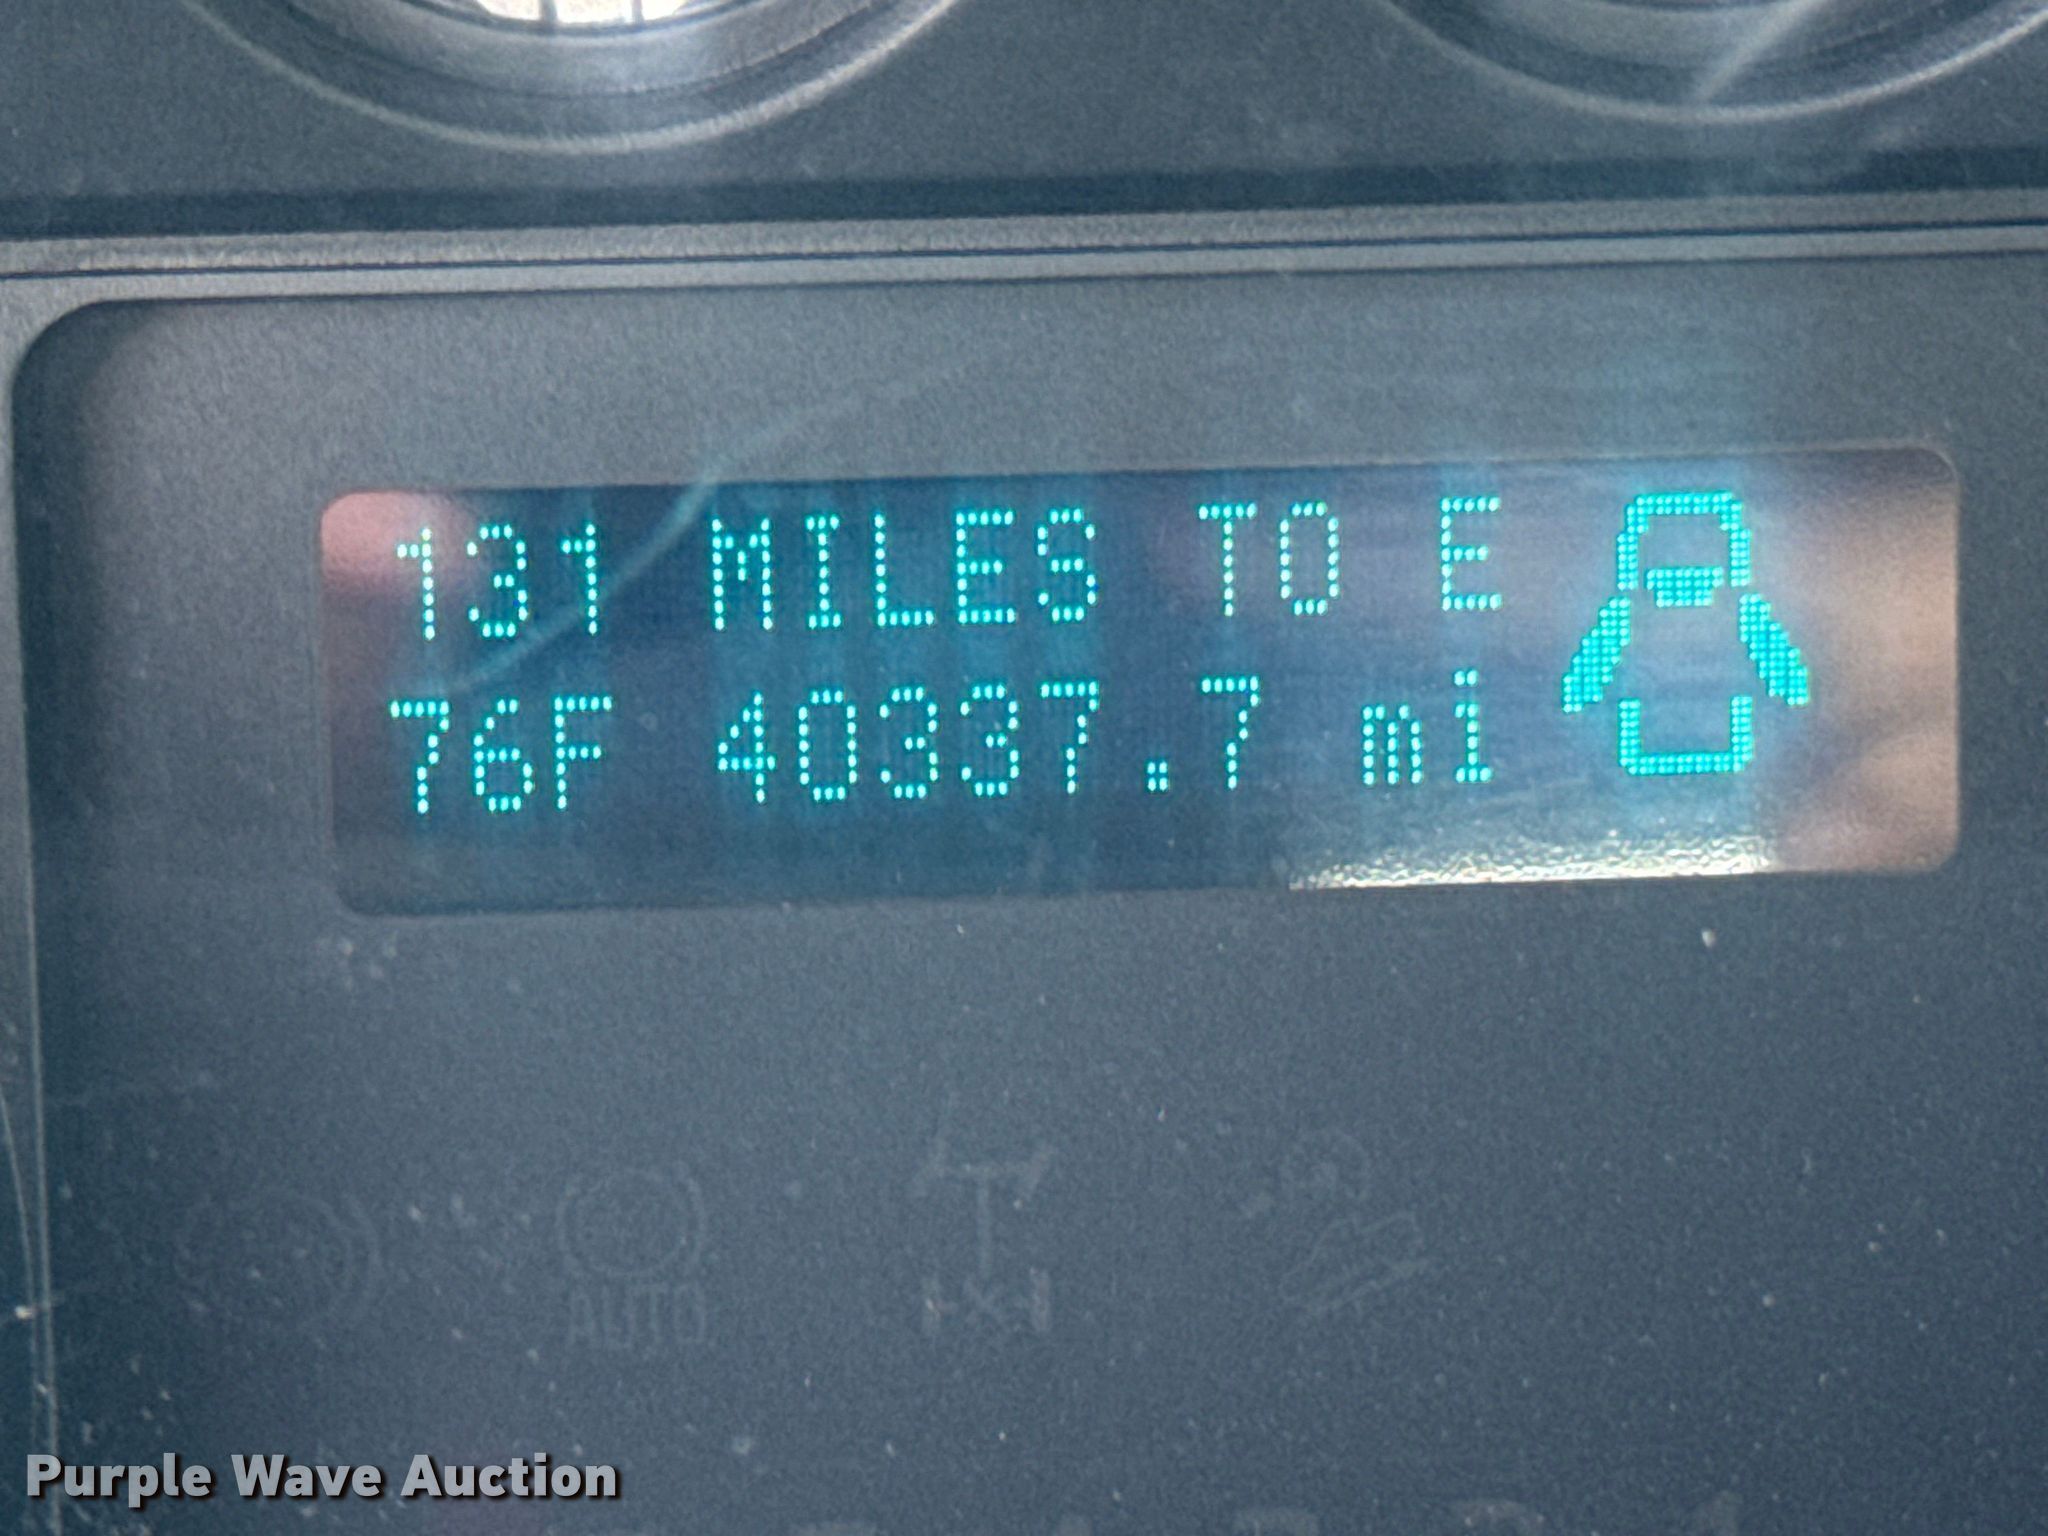 131 MILES TO E
76F 40337.7 mi
AUTO
Purple Wave Auction